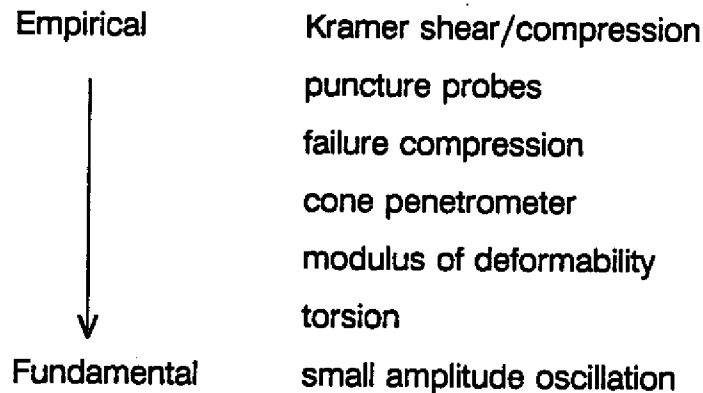 Empirical Kramer shear/compression
puncture probes
failure compression
cone penetrometer
modulus of deformability
torsion
Fundamental small amplitude oscillation